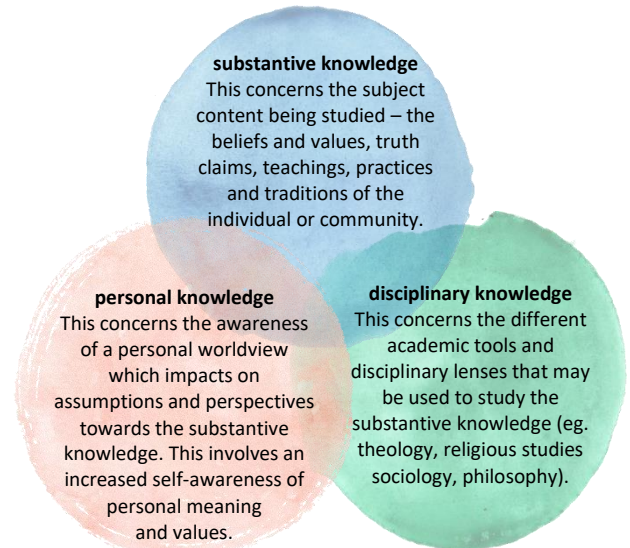 substantive knowledge
This concerns the subject
content being studied – the
beliefs and values, truth
claims, teachings, practices
and traditions of the
individual or community.
personal knowledge
This concerns the awareness
of a personal worldview
which impacts on
assumptions and perspectives
towards the substantive
knowledge. This involves an
increased self-awareness of
personal meaning
and values.
disciplinary knowledge
This concerns the different
academic tools and
disciplinary lenses that may
be used to study the
substantive knowledge (eg.
theology, religious studies
sociology, philosophy).